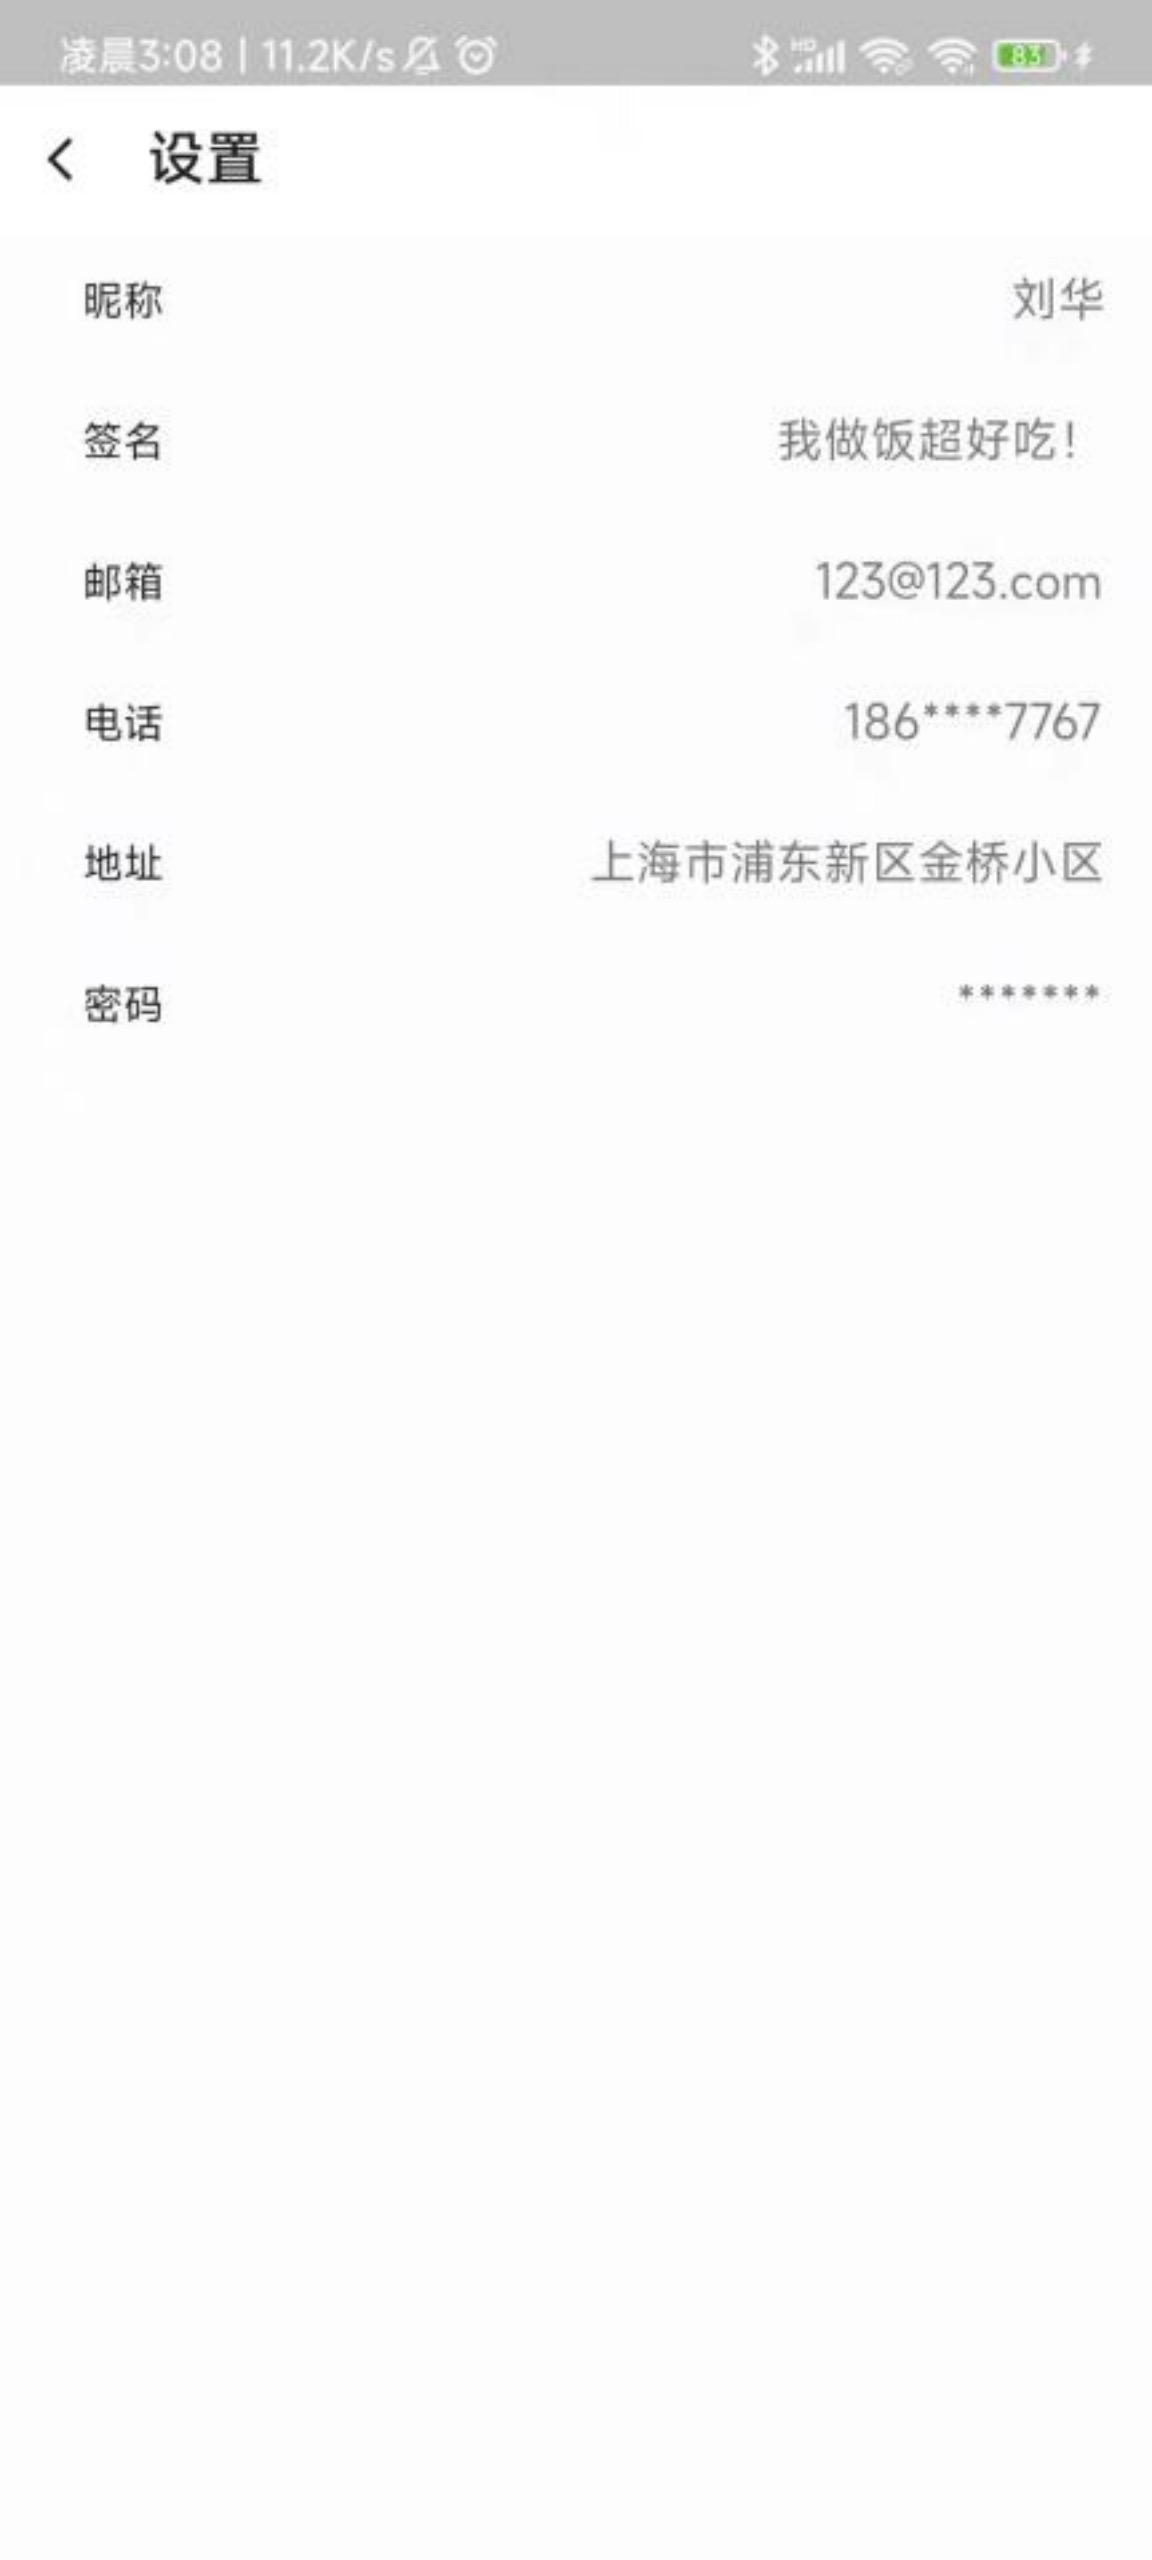 凌晨3:08 | 11.2K/s
HD
83
设置
昵称 刘华
签名 我做饭超好吃！
邮箱 123@123.com
电话 186****7767
地址 上海市浦东新区金桥小区
密码 *******